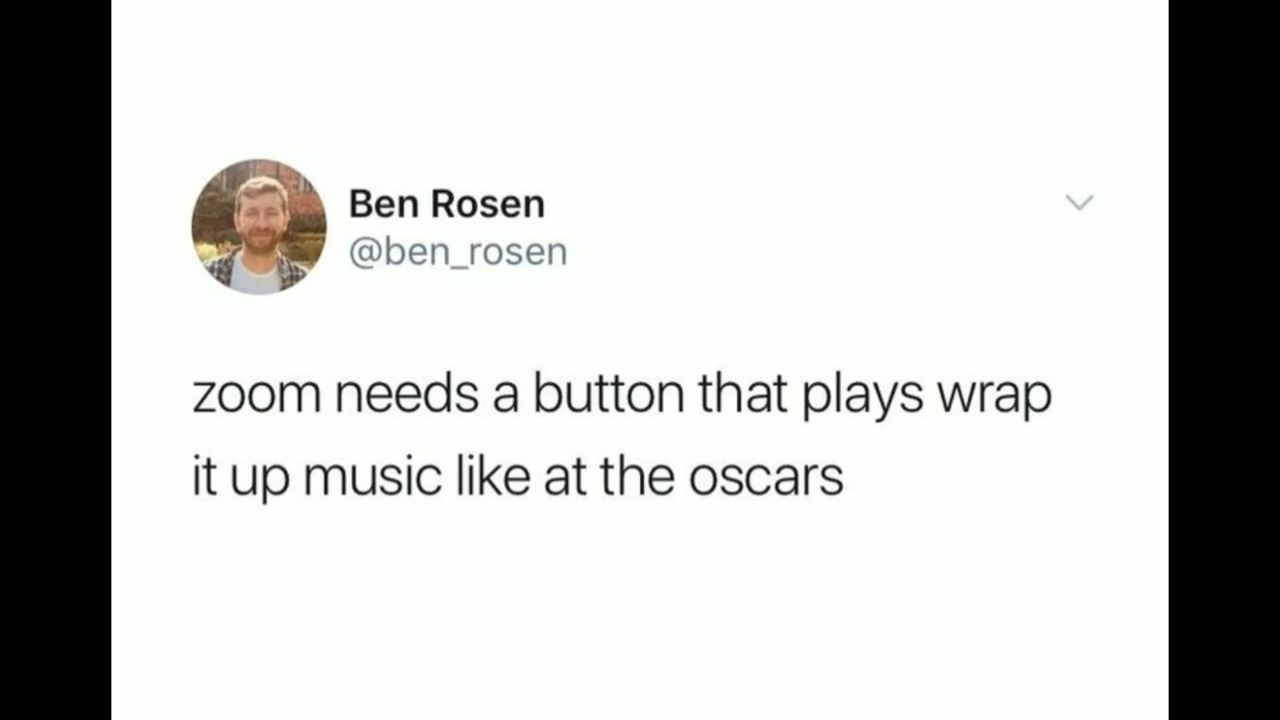 Ben Rosen
@ben_rosen
zoom needs a button that plays wrap
it up music like at the oscars